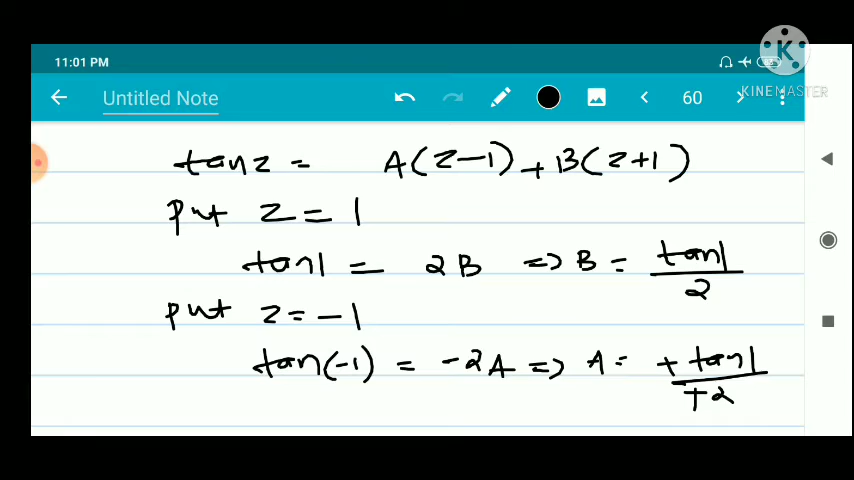 11:01 PM
K
KINEMASTER
Untitled Note
60
tan z = A(z-1) + B(z+1)
put z = 1
tan1 = 2B => B = tan1/2
put z = -1
tan(-1) = -2A => A = +tan1/+2